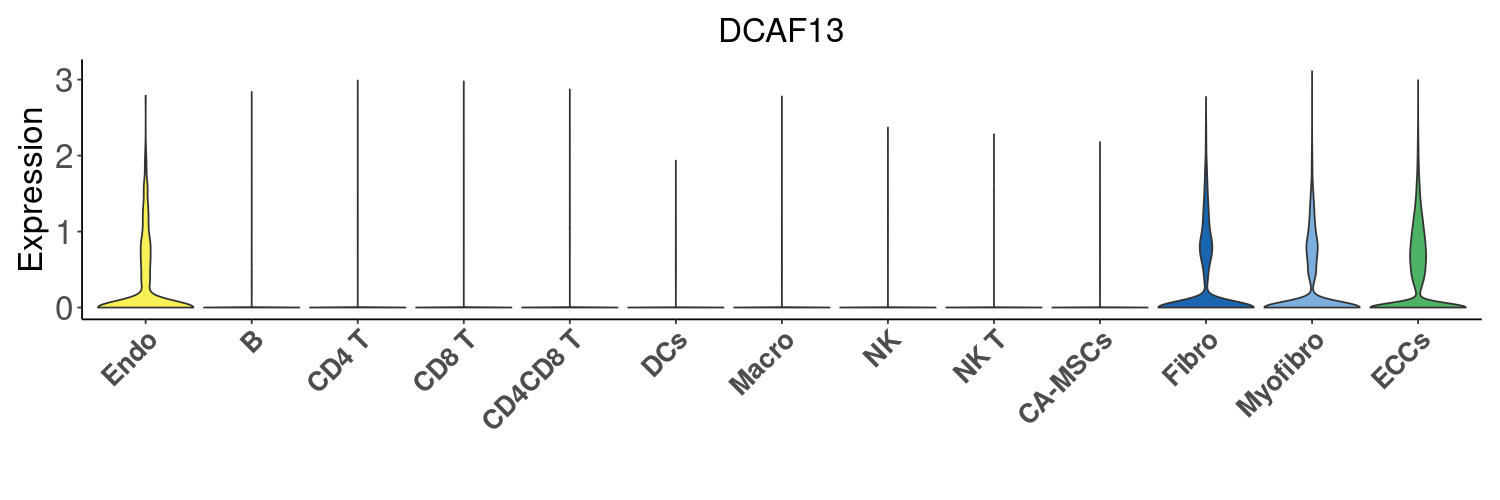 DCAF13
Expression
3
2
1
0
Endo
B
CD4 T
CD8 T
CD4CD8 T
DCs
Macro
NK
NK T
CA-MSCs
Fibro
Myofibro
ECCs